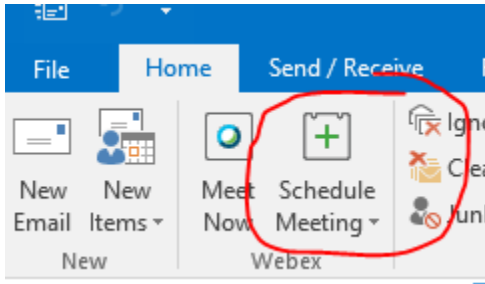 File Home Send / Receive
New Email
New Items
Meet Now
Schedule Meeting
New
Webex